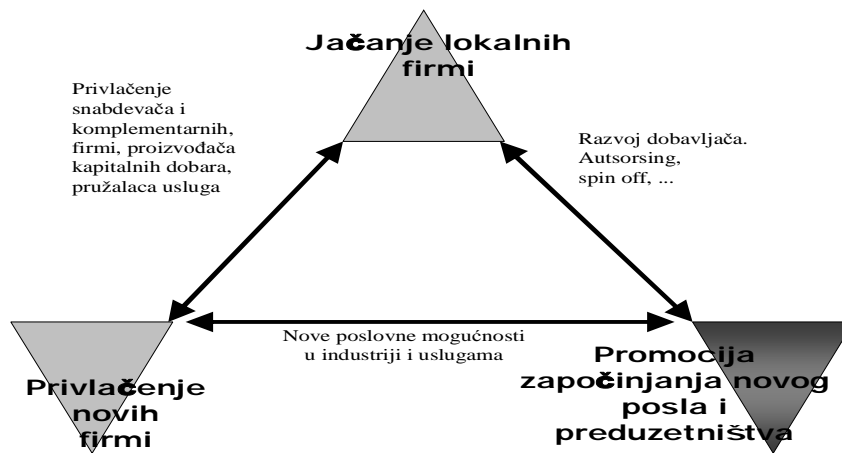 Jačanje lokalnih
firmi
Privlačenje
snabdevača i
komplementarnih,
firmi, proizvođača
kapitalnih dobara,
pružalaca usluga
Razvoj dobavljača.
Autsorsing,
spin off, ...
Nove poslovne mogućnosti
u industriji i uslugama
Privlačenje
novih
firmi
Promocija
započinjanja novog
posla i
preduzetništva